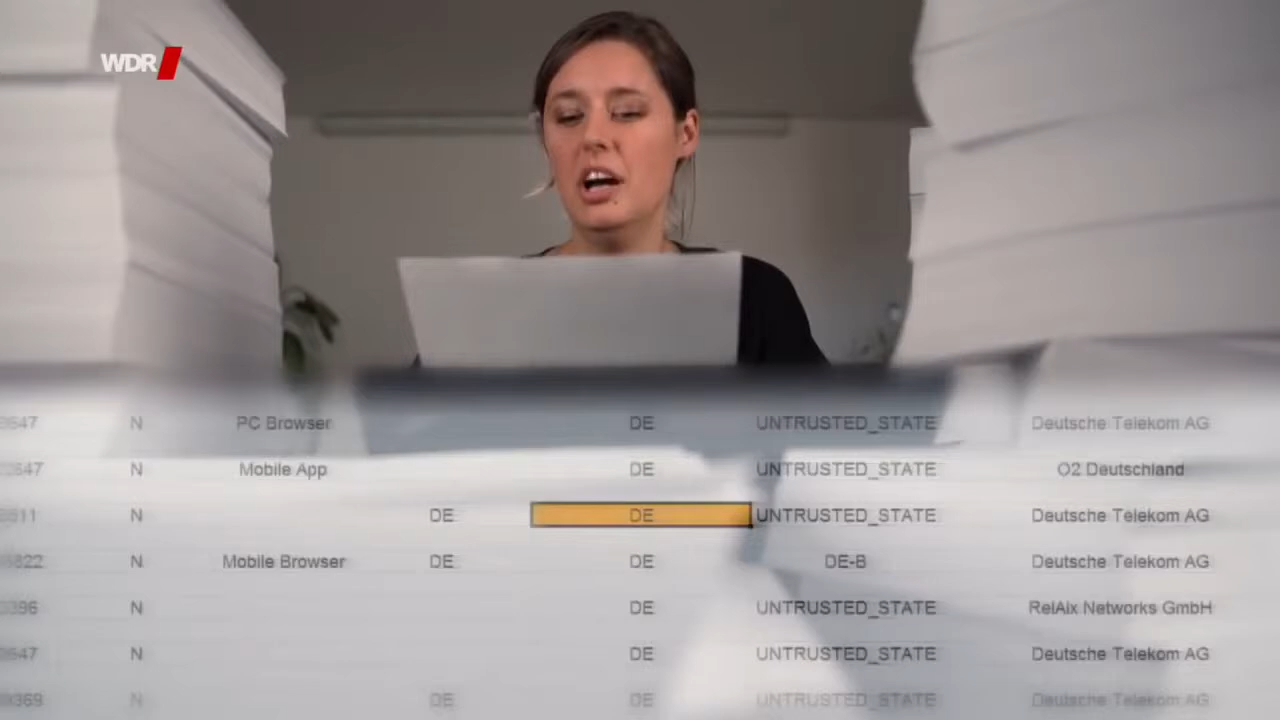 WDR
N PC Browser DE UNTRUSTED_STATE Deutsche Telekom AG
N Mobile App DE UNTRUSTED_STATE O2 Deutschland
N DE DE UNTRUSTED_STATE Deutsche Telekom AG
N Mobile Browser DE DE DE-B Deutsche Telekom AG
N DE UNTRUSTED_STATE RelAix Networks GmbH
N DE UNTRUSTED_STATE Deutsche Telekom AG
N DE DE UNTRUSTED_STATE Deutsche Telekom AG